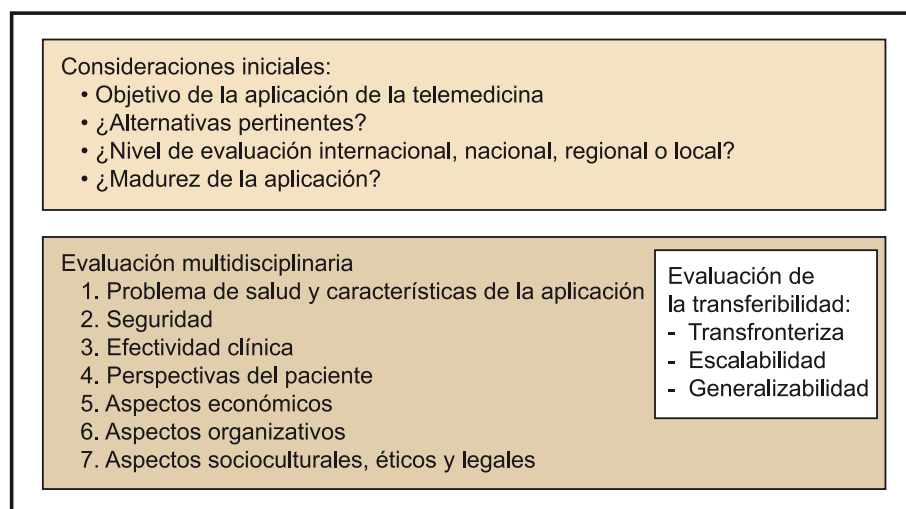 Consideraciones iniciales:
• Objetivo de la aplicación de la telemedicina
• ¿Alternativas pertinentes?
• ¿Nivel de evaluación internacional, nacional, regional o local?
• ¿Madurez de la aplicación?
Evaluación multidisciplinaria
1. Problema de salud y características de la aplicación
2. Seguridad
3. Efectividad clínica
4. Perspectivas del paciente
5. Aspectos económicos
6. Aspectos organizativos
7. Aspectos socioculturales, éticos y legales
Evaluación de
la transferibilidad:
- Transfronteriza
- Escalabilidad
- Generalizabilidad